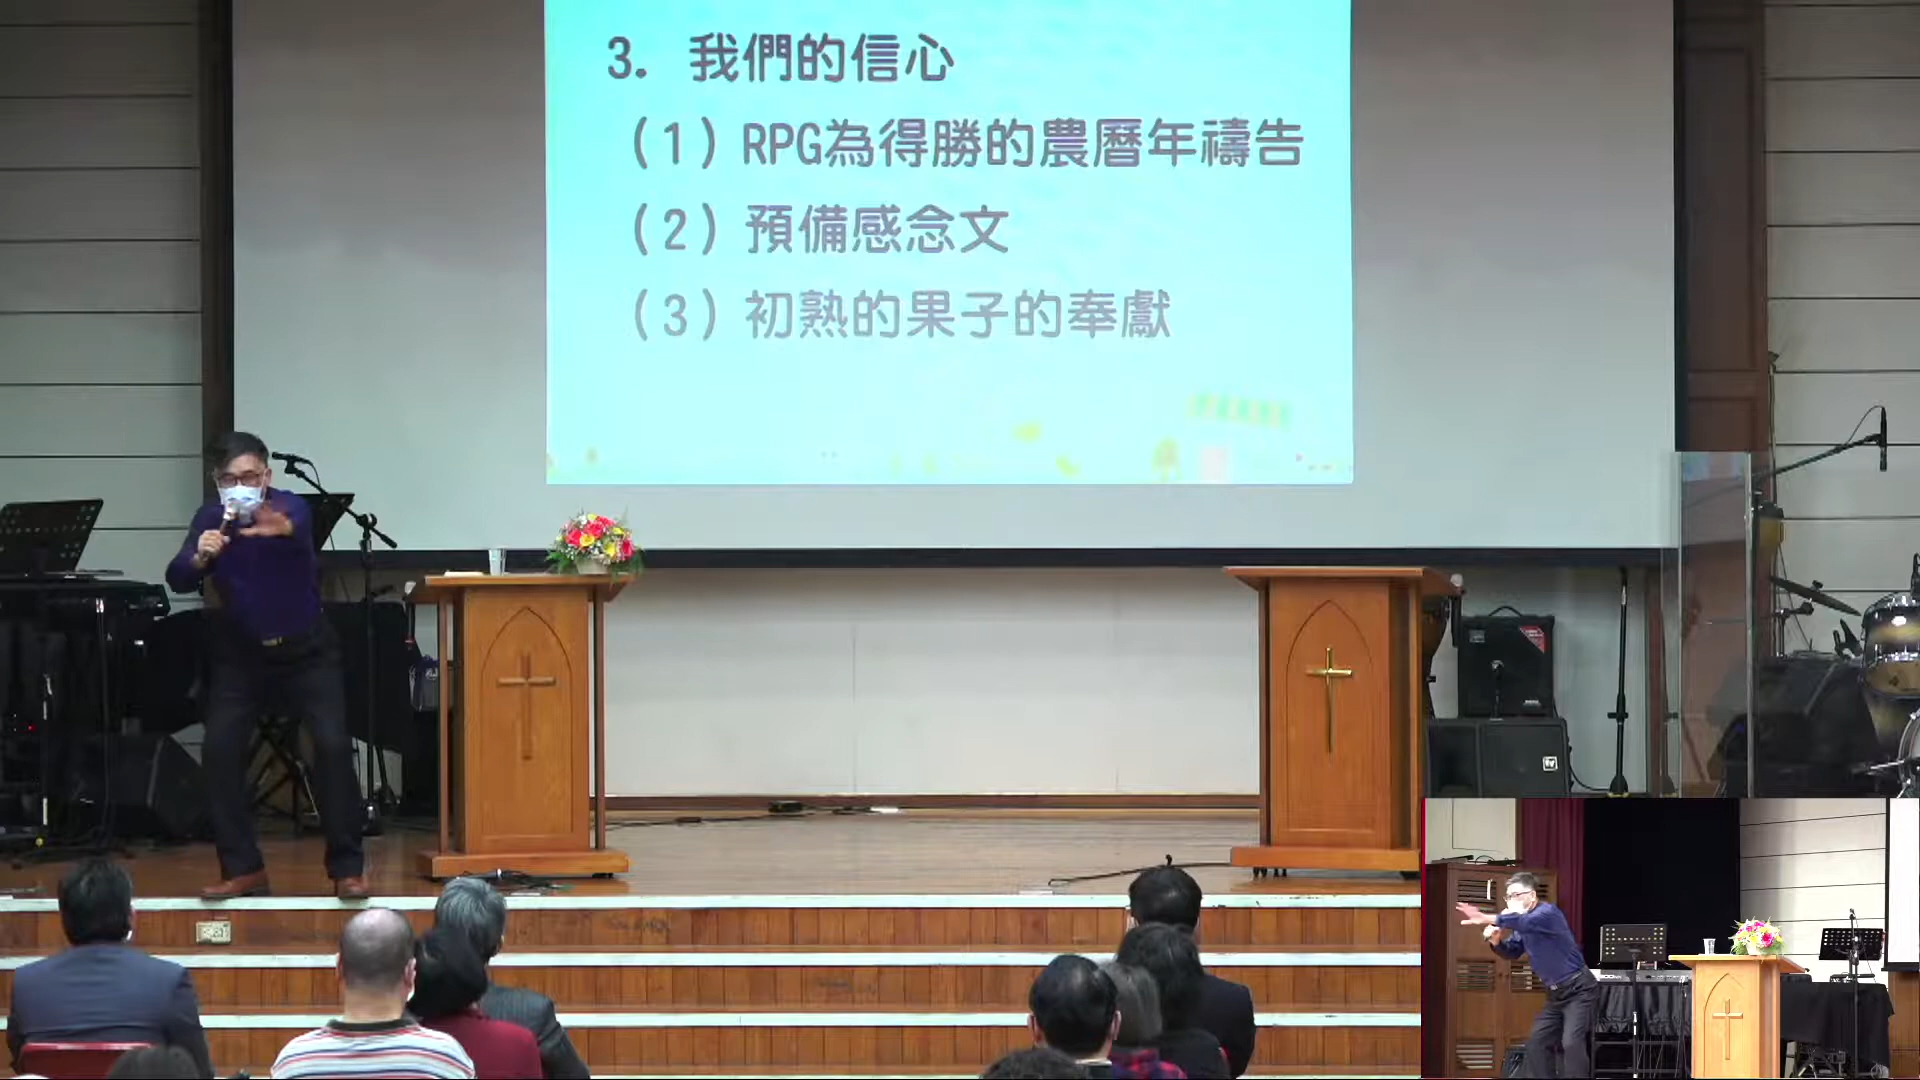 3. 我們的信心
（1）RPG為得勝的農曆年禱告
（2）預備感念文
（3）初熟的果子的奉獻